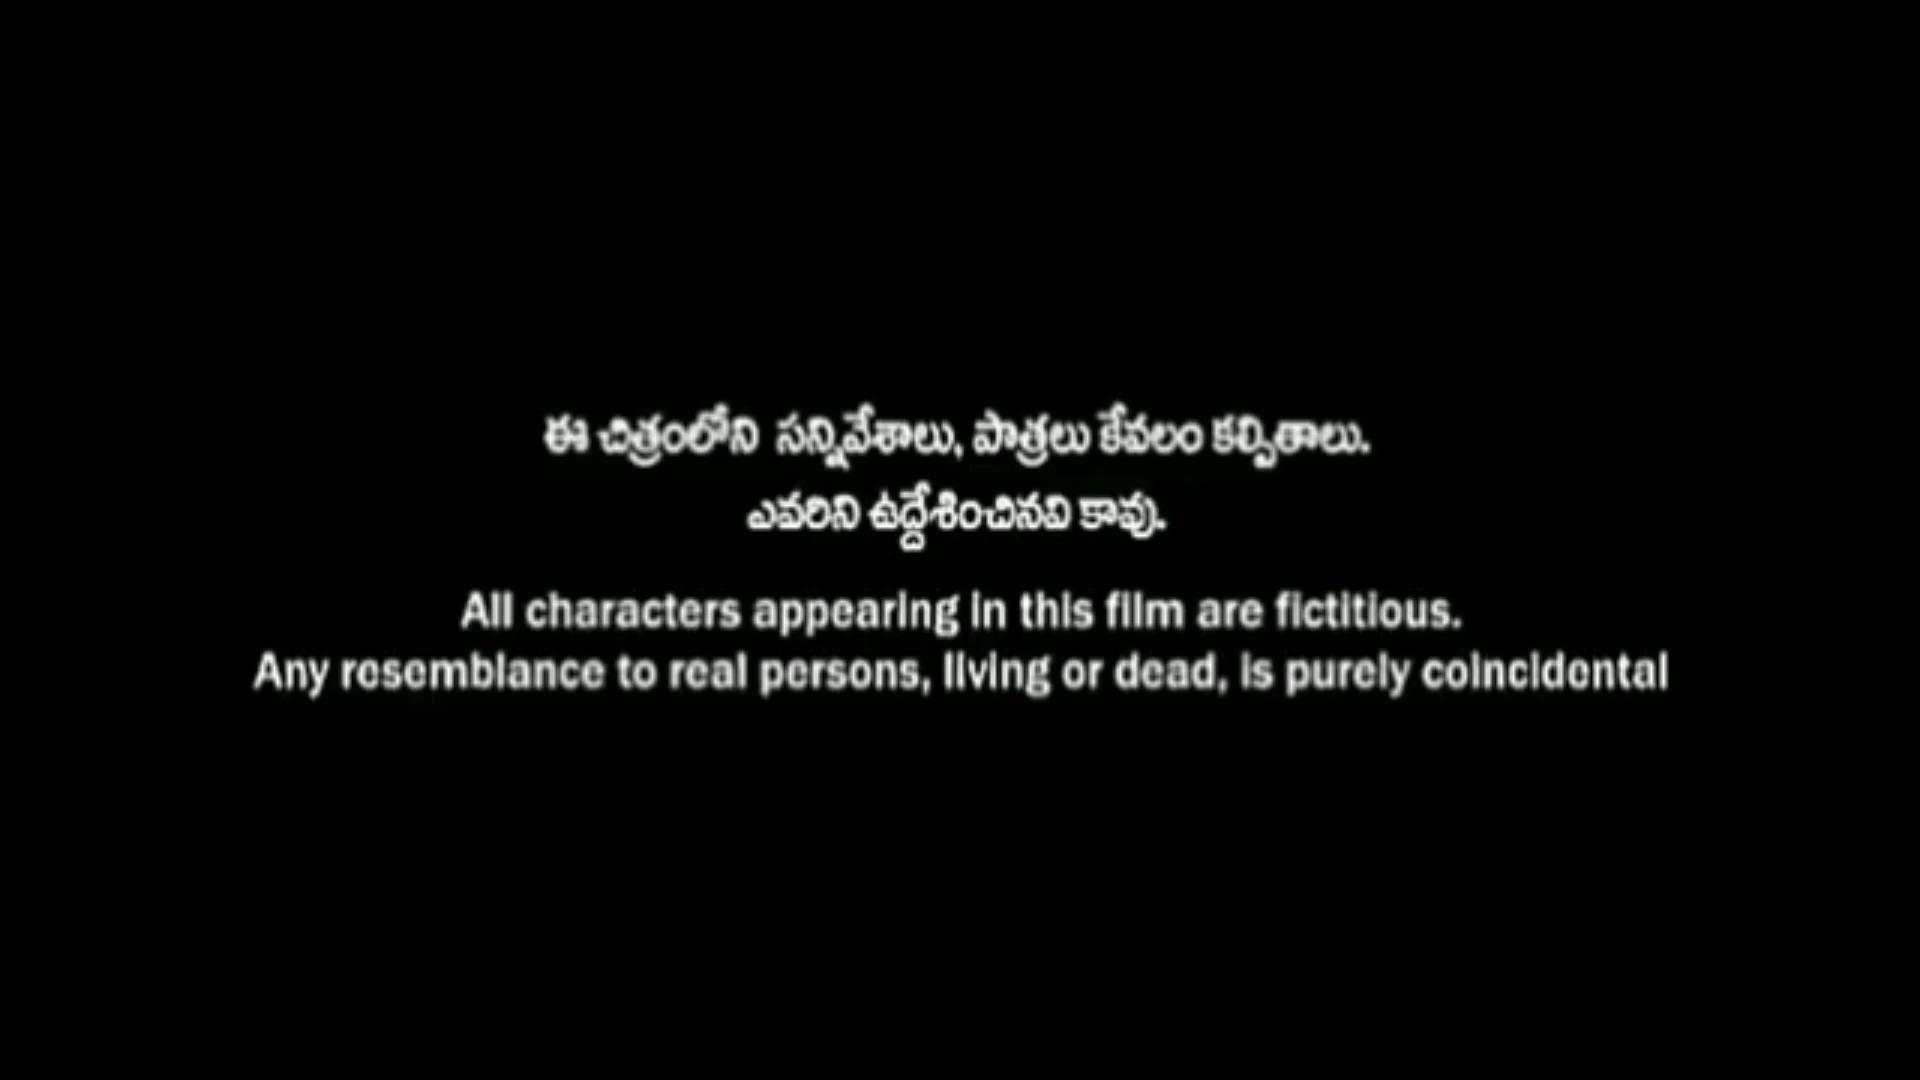 ఈ చిత్రంలోని సన్నివేశాలు, పాత్రలు కేవలం కల్పితాలు.
ఎవరిని ఉద్దేశించినవి కావు.
All characters appearing in this film are fictitious.
Any resemblance to real persons, living or dead, is purely coincidental